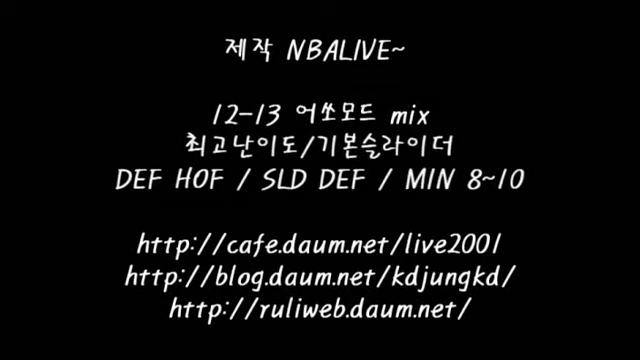 제작 NBALIVE~
12-13 어쏘모드 mix
최고난이도/기본슬라이더
DEF HOF / SLD DEF / MIN 8~10
http://cafe.daum.net/live2001
http://blog.daum.net/kdjungkd/
http://ruliweb.daum.net/